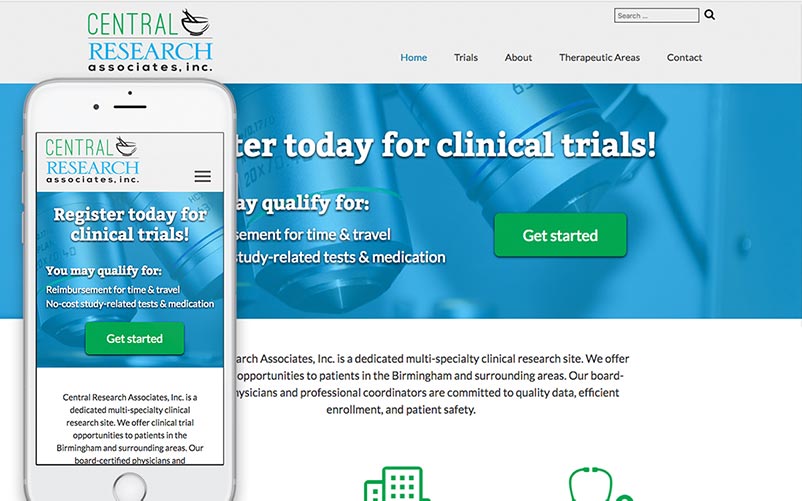 CENTRAL
RESEARCH
associates, inc.
Search ...
Home Trials About Therapeutic Areas Contact
ter today for clinical trials!
ay qualify for:
rsement for time & travel
study-related tests & medication
Get started
arch Associates, Inc. is a dedicated multi-specialty clinical research site. We offer
opportunities to patients in the Birmingham and surrounding areas. Our board-
ysicians and professional coordinators are committed to quality data, efficient
enrollment, and patient safety.
CENTRAL
RESEARCH
associates, inc.
Register today for
clinical trials!
You may qualify for:
Reimbursement for time & travel
No-cost study-related tests & medication
Get started
Central Research Associates, Inc. is a
dedicated multi-specialty clinical
research site. We offer clinical trial
opportunities to patients in the
Birmingham and surrounding areas. Our
board-certified physicians and